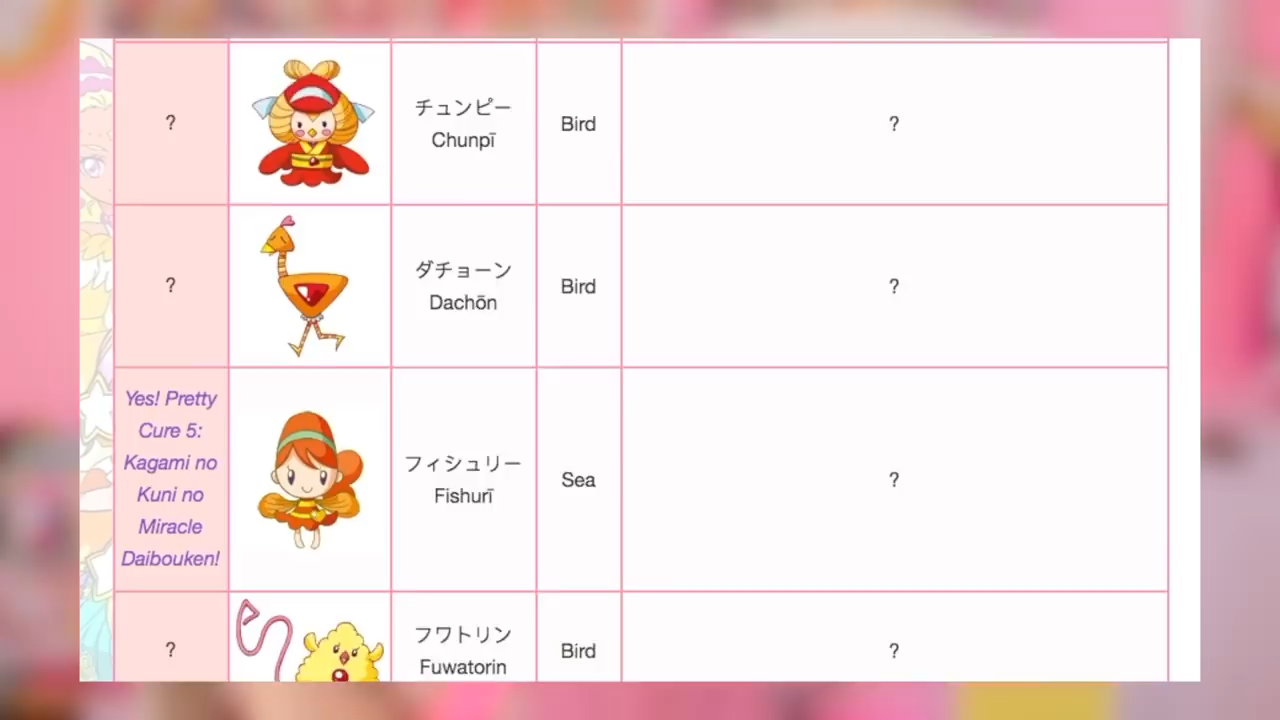 ?
チュンピー
Chunpī
Bird
?
?
ダチョーン
Dachōn
Bird
?
Yes! Pretty
Cure 5:
Kagami no
Kuni no
Miracle
Daibouken!
フィシュリー
Fishurī
Sea
?
?
フワトリン
Fuwatorin
Bird
?